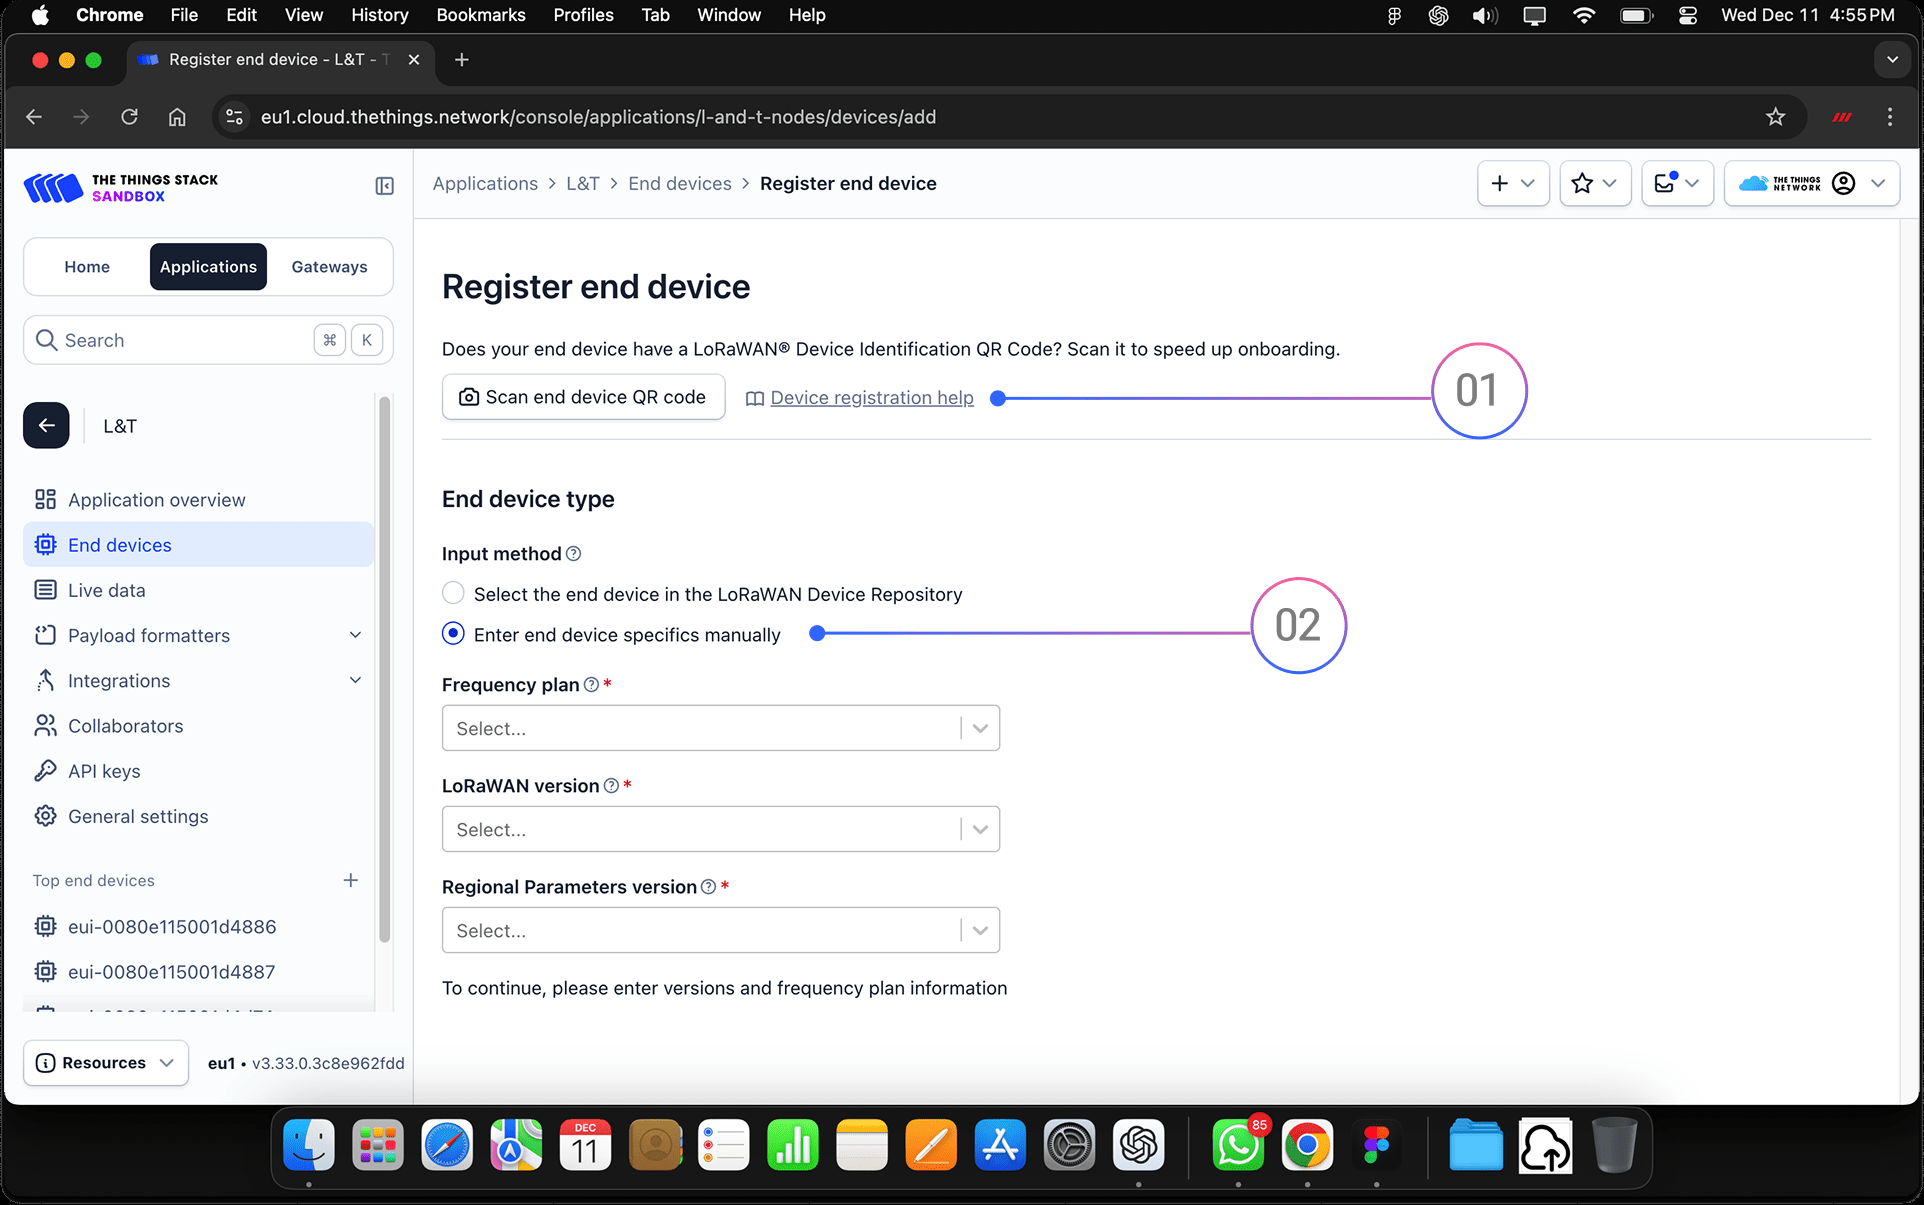 Chrome File Edit View History Bookmarks Profiles Tab Window Help Wed Dec 11 4:55 PM
Register end device - L&T - T
eu1.cloud.thethings.network/console/applications/l-and-t-nodes/devices/add
THE THINGS STACK
SANDBOX
Applications > L&T > End devices > Register end device
THE THINGS
NETWORK
Home Applications Gateways
Search ⌘ K
L&T
Application overview
End devices
Live data
Payload formatters
Integrations
Collaborators
API keys
General settings
Top end devices
eui-0080e115001d4886
eui-0080e115001d4887
Resources eu1 • v3.33.0.3c8e962fdd
Register end device
Does your end device have a LoRaWAN® Device Identification QR Code? Scan it to speed up onboarding.
Scan end device QR code Device registration help
01
End device type
Input method
Select the end device in the LoRaWAN Device Repository
Enter end device specifics manually
02
Frequency plan *
Select...
LoRaWAN version *
Select...
Regional Parameters version *
Select...
To continue, please enter versions and frequency plan information
DEC
11
85